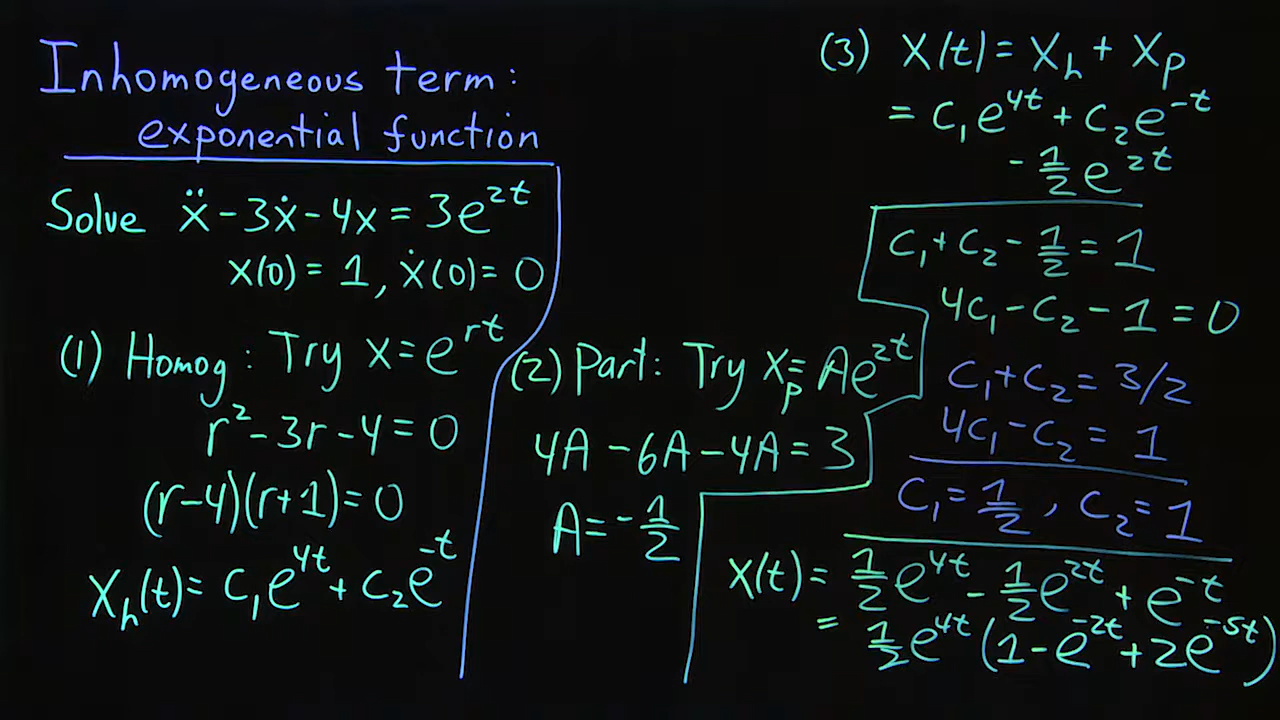 Inhomogeneous term:
exponential function
Solve ẍ - 3ẋ - 4x = 3e^{2t}
x(0) = 1, ẋ(0) = 0
(1) Homog: Try x = e^{rt}
r² - 3r - 4 = 0
(r-4)(r+1) = 0
x_h(t) = c₁e^{4t} + c₂e^{-t}
(2) Part: Try x_p = Ae^{2t}
4A - 6A - 4A = 3
A = -1/2
(3) x(t) = x_h + x_p
= c₁e^{4t} + c₂e^{-t}
- 1/2 e^{2t}
c₁ + c₂ - 1/2 = 1
4c₁ - c₂ - 1 = 0
c₁ + c₂ = 3/2
4c₁ - c₂ = 1
c₁ = 1/2, c₂ = 1
x(t) = 1/2 e^{4t} - 1/2 e^{2t} + e^{-t}
= 1/2 e^{4t} (1 - e^{-2t} + 2e^{-5t})